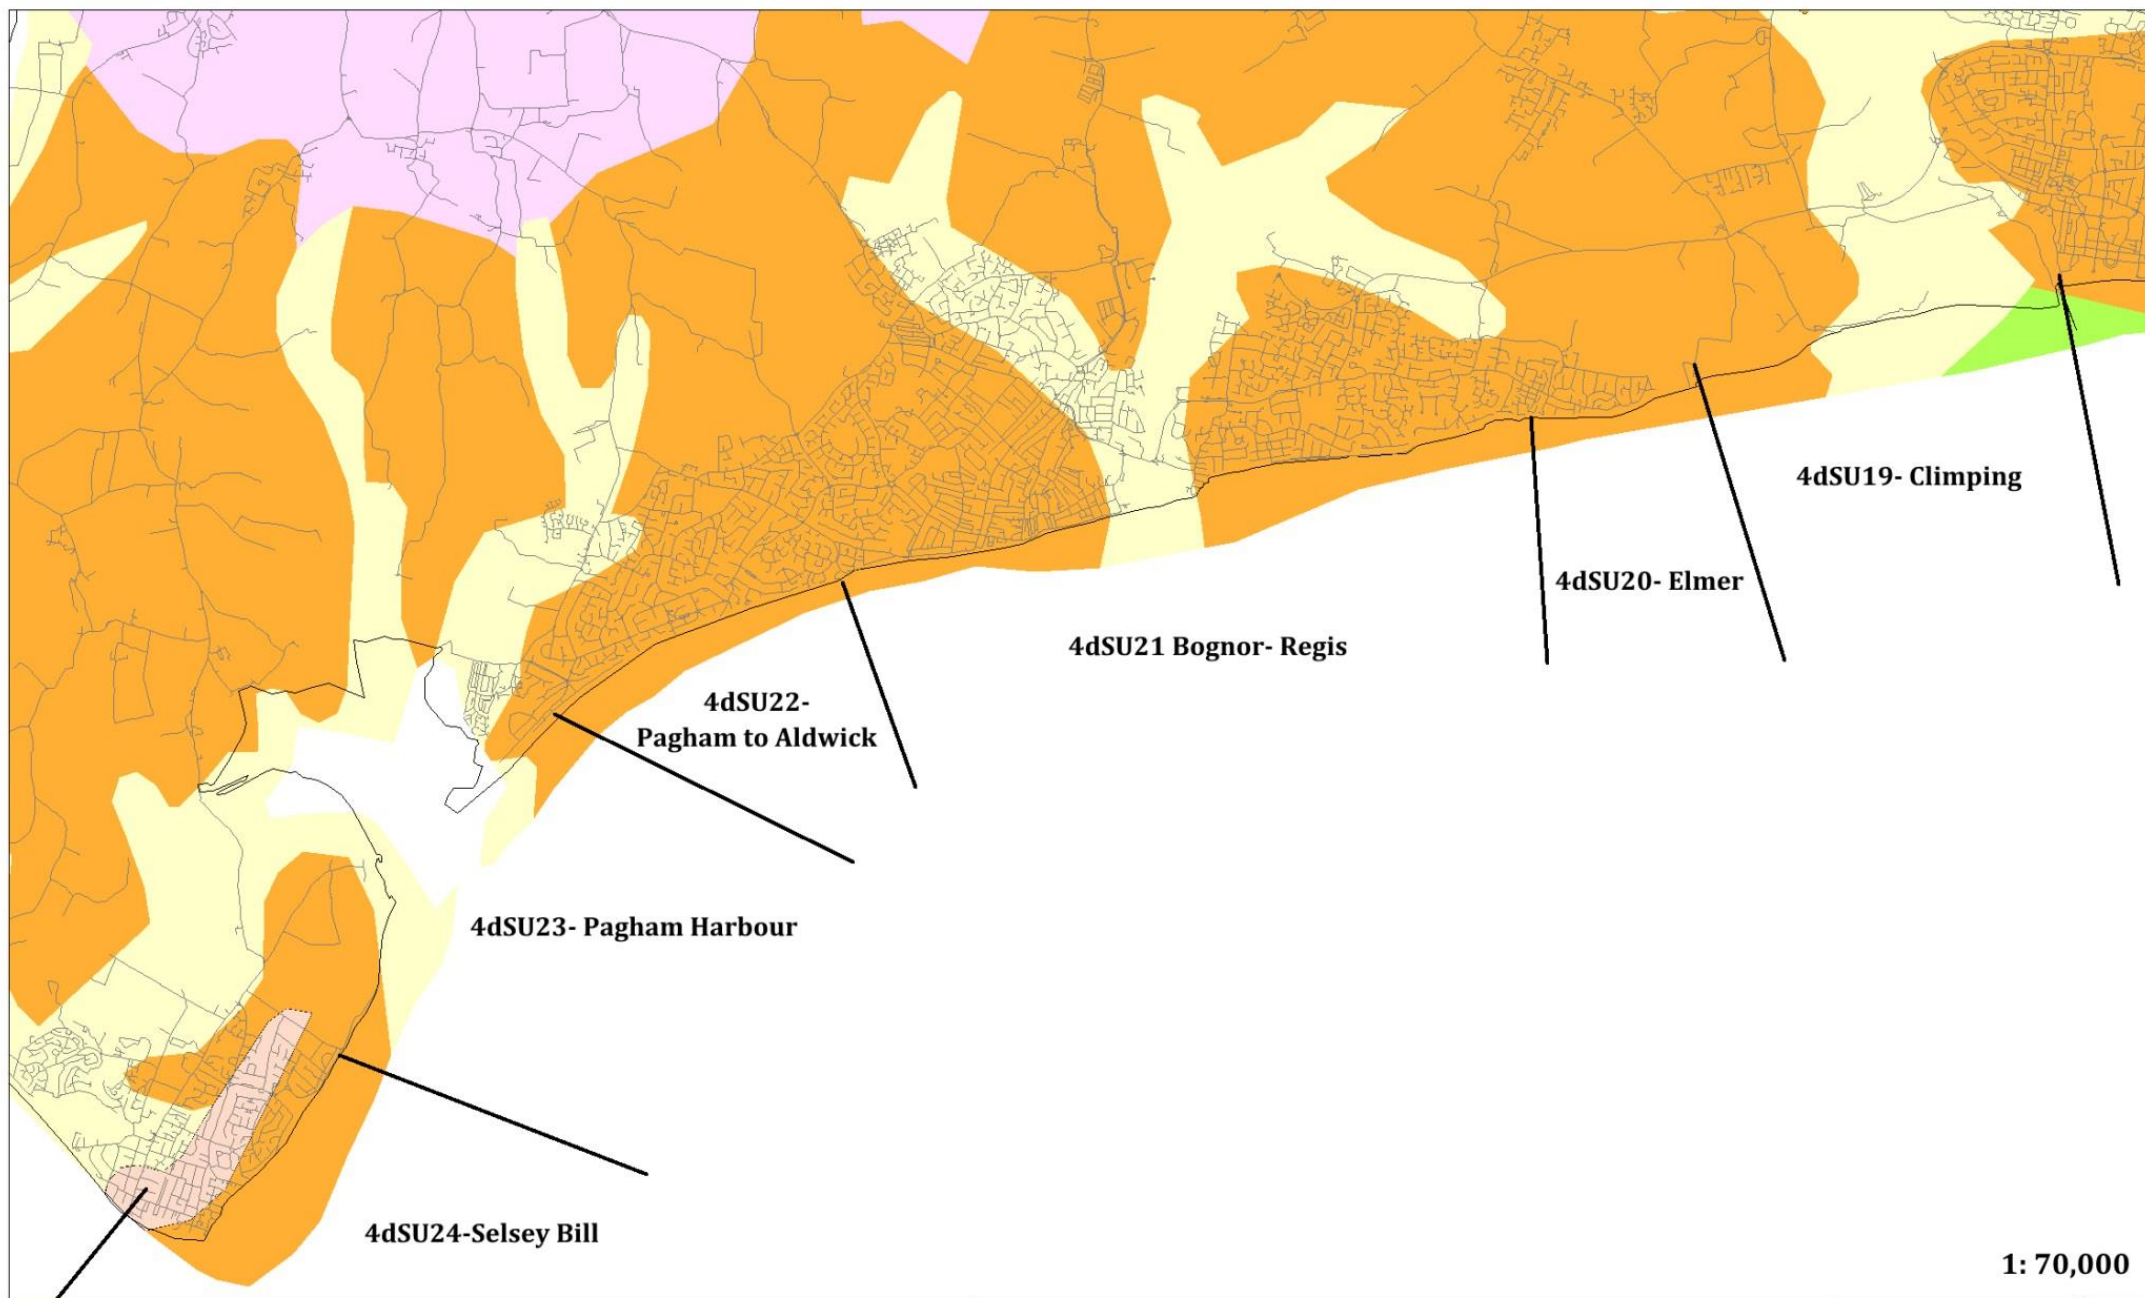 4dSU19- Climping
4dSU20- Elmer
4dSU21 Bognor- Regis
4dSU22-
Pagham to Aldwick
4dSU23- Pagham Harbour
4dSU24-Selsey Bill
1: 70,000